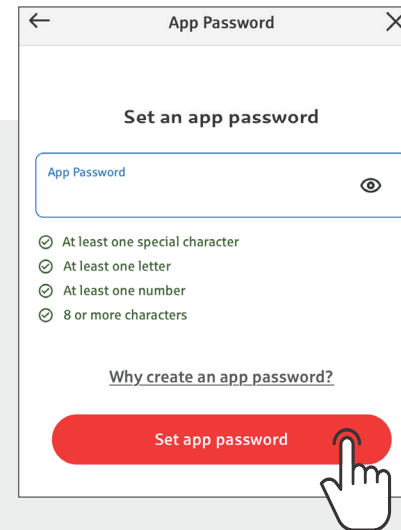 App Password
Set an app password
App Password
At least one special character
At least one letter
At least one number
8 or more characters
Why create an app password?
Set app password